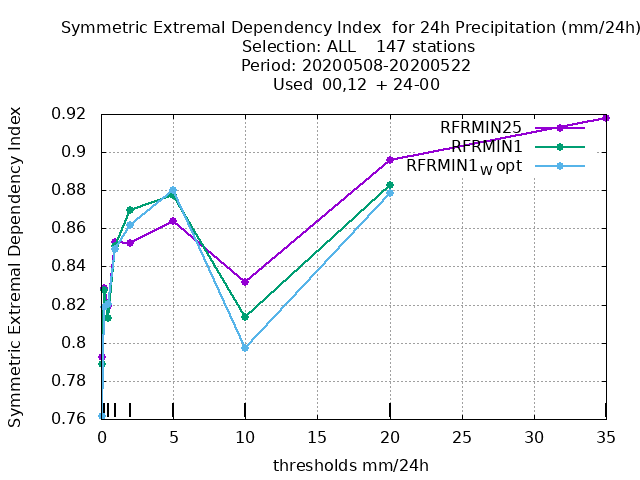 Symmetric Extremal Dependency Index  for 24h Precipitation (mm/24h)
Selection: ALL    147 stations
Period: 20200508-20200522
Used  00,12  + 24-00
Symmetric Extremal Dependency Index
0.92
0.9
0.88
0.86
0.84
0.82
0.8
0.78
0.76
RFRMIN25
RFRMIN1
RFRMIN1W opt
0 5 10 15 20 25 30 35
thresholds mm/24h